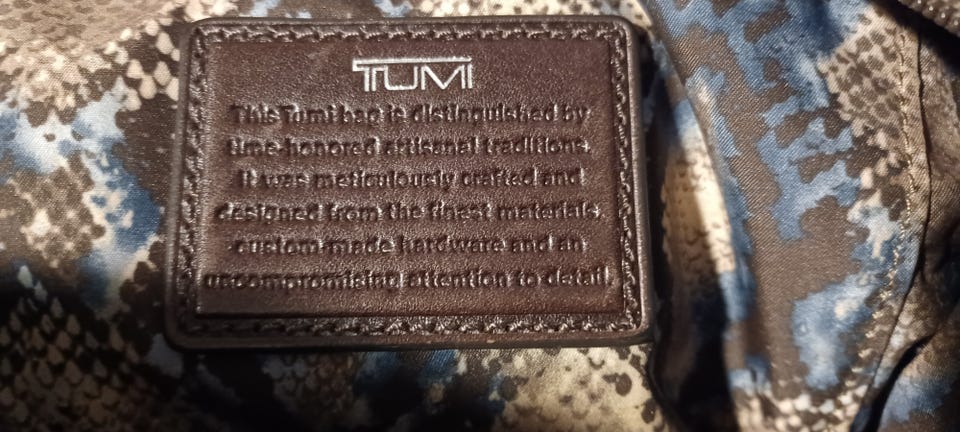 TUMI
This Tumi bag is distinguished by
time-honored artisanal traditions.
It was meticulously crafted and
designed from the finest materials,
custom-made hardware and an
uncompromising attention to detail.